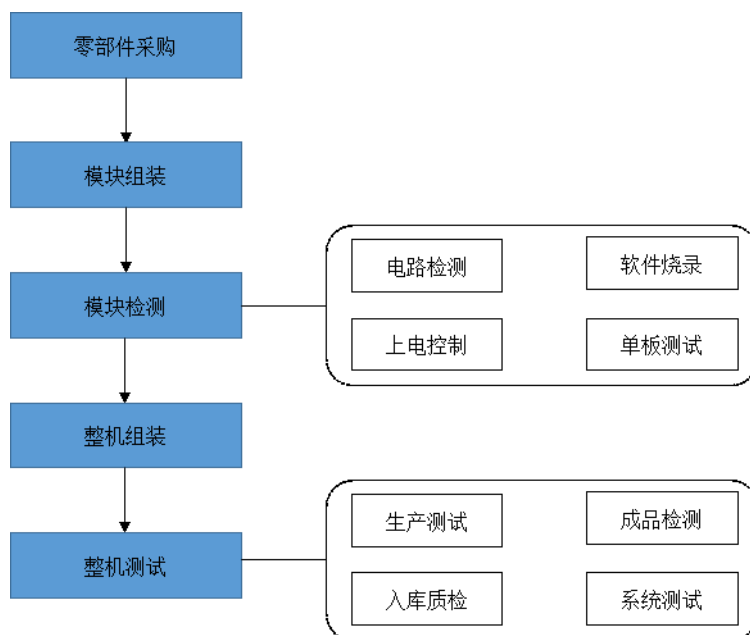 零部件采购
模块组装
模块检测
电路检测
软件烧录
上电控制
单板测试
整机组装
整机测试
生产测试
成品检测
入库质检
系统测试